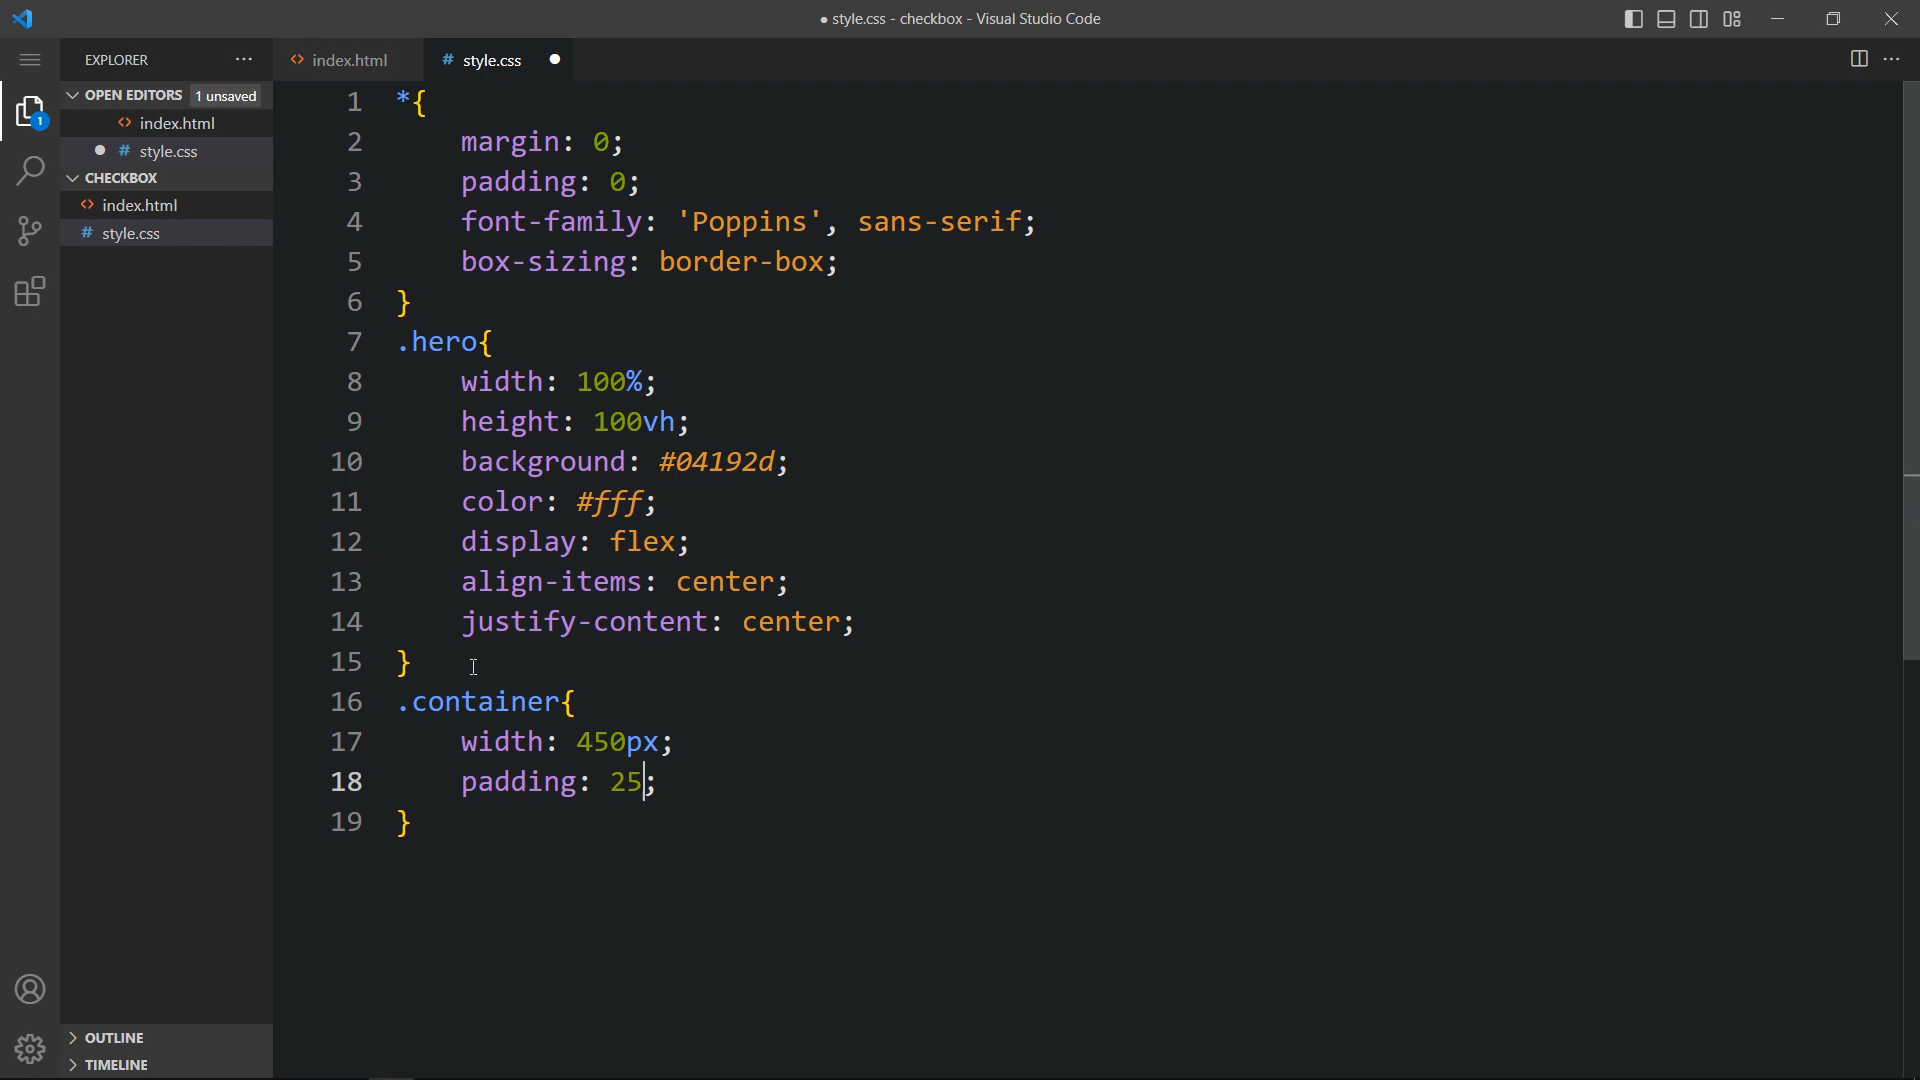 ● style.css - checkbox - Visual Studio Code
EXPLORER
OPEN EDITORS 1 unsaved
index.html
# style.css
CHECKBOX
index.html
# style.css
OUTLINE
TIMELINE
1
index.html
# style.css
1 *{
2 margin: 0;
3 padding: 0;
4 font-family: 'Poppins', sans-serif;
5 box-sizing: border-box;
6 }
7 .hero{
8 width: 100%;
9 height: 100vh;
10 background: #04192d;
11 color: #fff;
12 display: flex;
13 align-items: center;
14 justify-content: center;
15 }
16 .container{
17 width: 450px;
18 padding: 25;
19 }